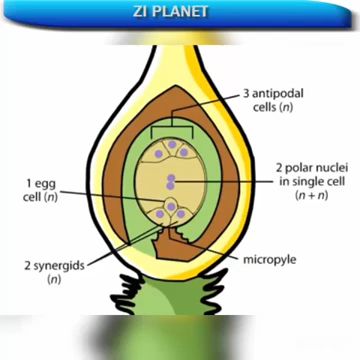 ZI PLANET
3 antipodal
cells (n)
2 polar nuclei
in single cell
(n + n)
1 egg
cell (n)
2 synergids
(n)
micropyle